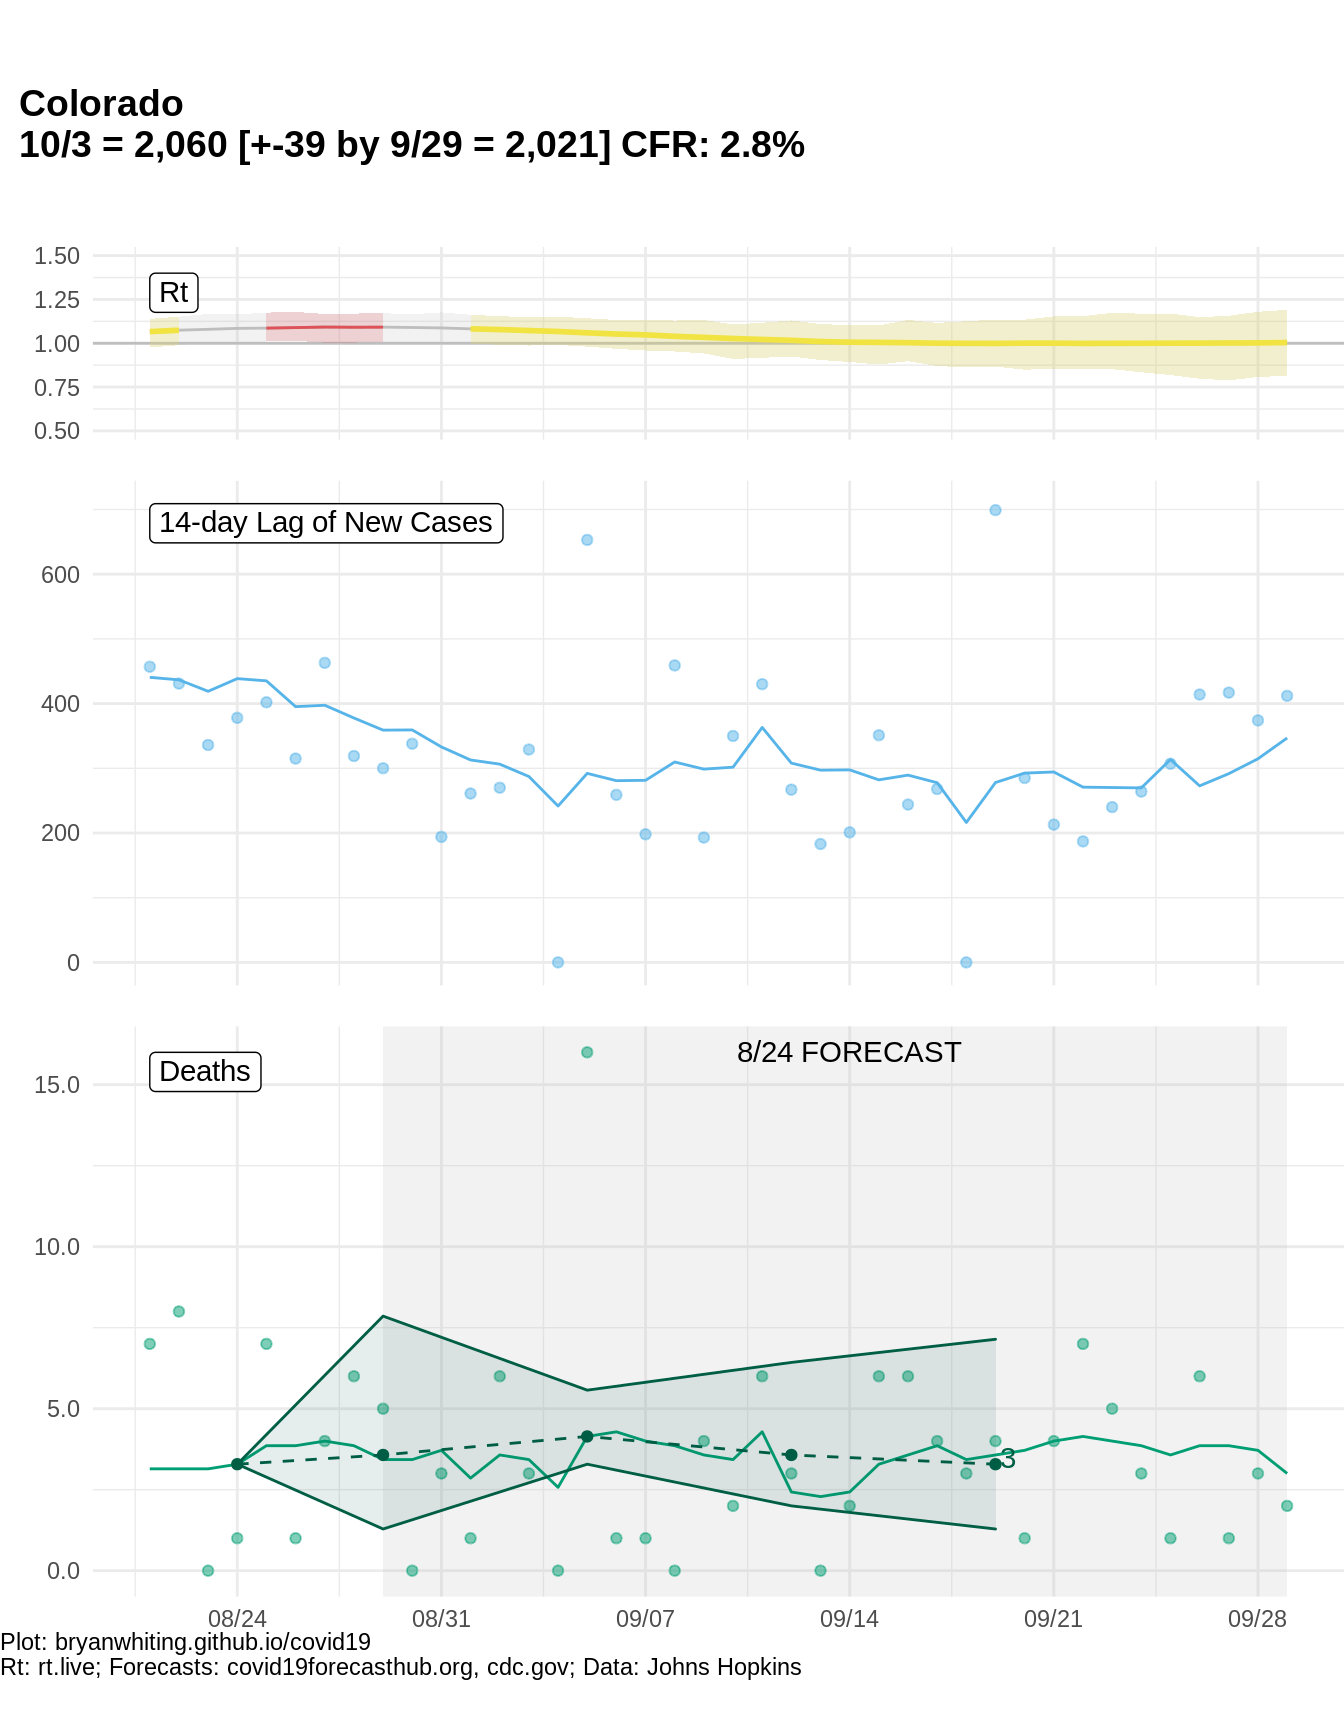 Colorado
10/3 = 2,060 [+-39 by 9/29 = 2,021] CFR: 2.8%
1.50
1.25
1.00
0.75
0.50
Rt
14-day Lag of New Cases
600
400
200
0
Deaths
8/24 FORECAST
15.0
10.0
5.0
0.0
3
08/24 08/31 09/07 09/14 09/21 09/28
Plot: bryanwhiting.github.io/covid19
Rt: rt.live; Forecasts: covid19forecasthub.org, cdc.gov; Data: Johns Hopkins